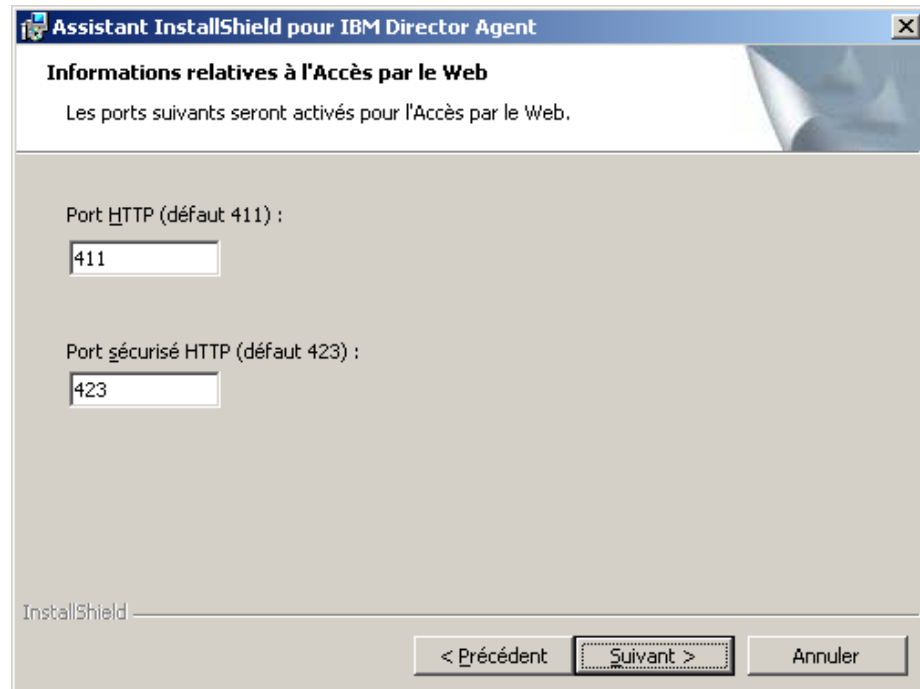 Assistant InstallShield pour IBM Director Agent
Informations relatives à l'Accès par le Web
Les ports suivants seront activés pour l'Accès par le Web.
Port HTTP (défaut 411) :
411
Port sécurisé HTTP (défaut 423) :
423
InstallShield
< Précédent Suivant > Annuler